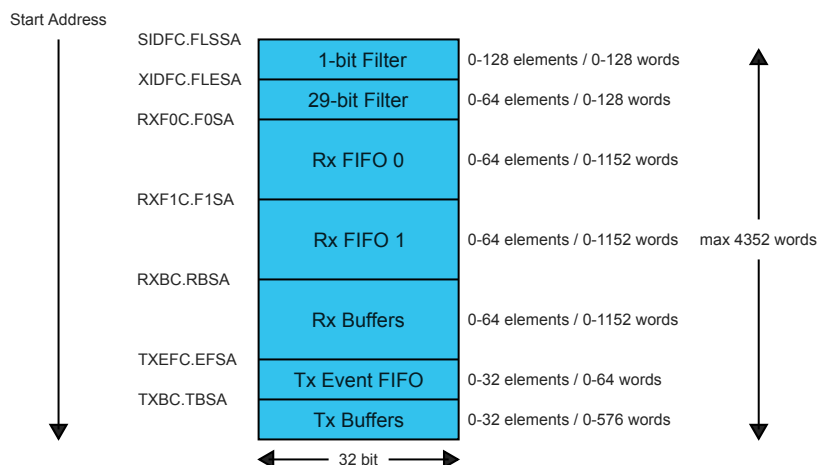 Start Address
SIDFC.FLSSA
1-bit Filter
0-128 elements / 0-128 words
XIDFC.FLESA
29-bit Filter
0-64 elements / 0-128 words
RXF0C.F0SA
Rx FIFO 0
0-64 elements / 0-1152 words
RXF1C.F1SA
Rx FIFO 1
0-64 elements / 0-1152 words
max 4352 words
RXBC.RBSA
Rx Buffers
0-64 elements / 0-1152 words
TXEFC.EFSA
Tx Event FIFO
0-32 elements / 0-64 words
TXBC.TBSA
Tx Buffers
0-32 elements / 0-576 words
32 bit